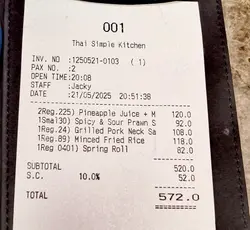 001
Thai Simple Kitchen
INV. NO :1250521-0103 ( 1)
PAX NO. :2
OPEN TIME:20:08
STAFF :Jacky
DATE :21/05/2025 20:51:38
2Reg.225) Pineapple Juice + M 120.0
1Smal30) Spicy & Sour Prawn S 92.0
1Reg.24) Grilled Pork Neck Sa 108.0
1Reg.89) Minced Fried Rice 118.0
1Reg 0401) Spring Roll 82.0
SUBTOTAL 520.0
S.C. 10.0% 52.0
TOTAL 572.0